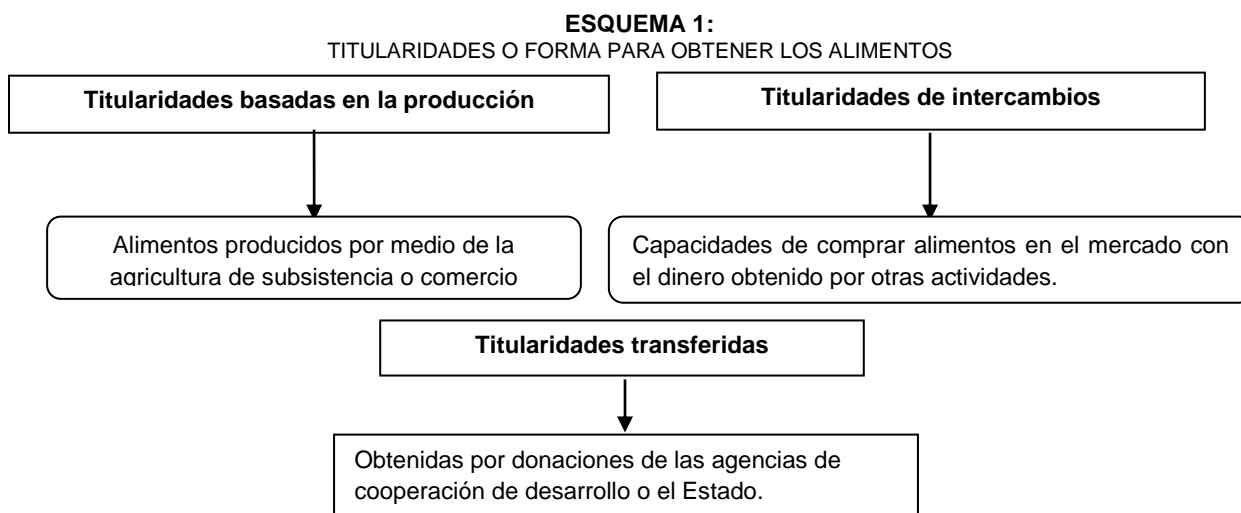 ESQUEMA 1:
TITULARIDADES O FORMA PARA OBTENER LOS ALIMENTOS
Titularidades basadas en la producción
Titularidades de intercambios
Alimentos producidos por medio de la
agricultura de subsistencia o comercio
Capacidades de comprar alimentos en el mercado con
el dinero obtenido por otras actividades.
Titularidades transferidas
Obtenidas por donaciones de las agencias de
cooperación de desarrollo o el Estado.